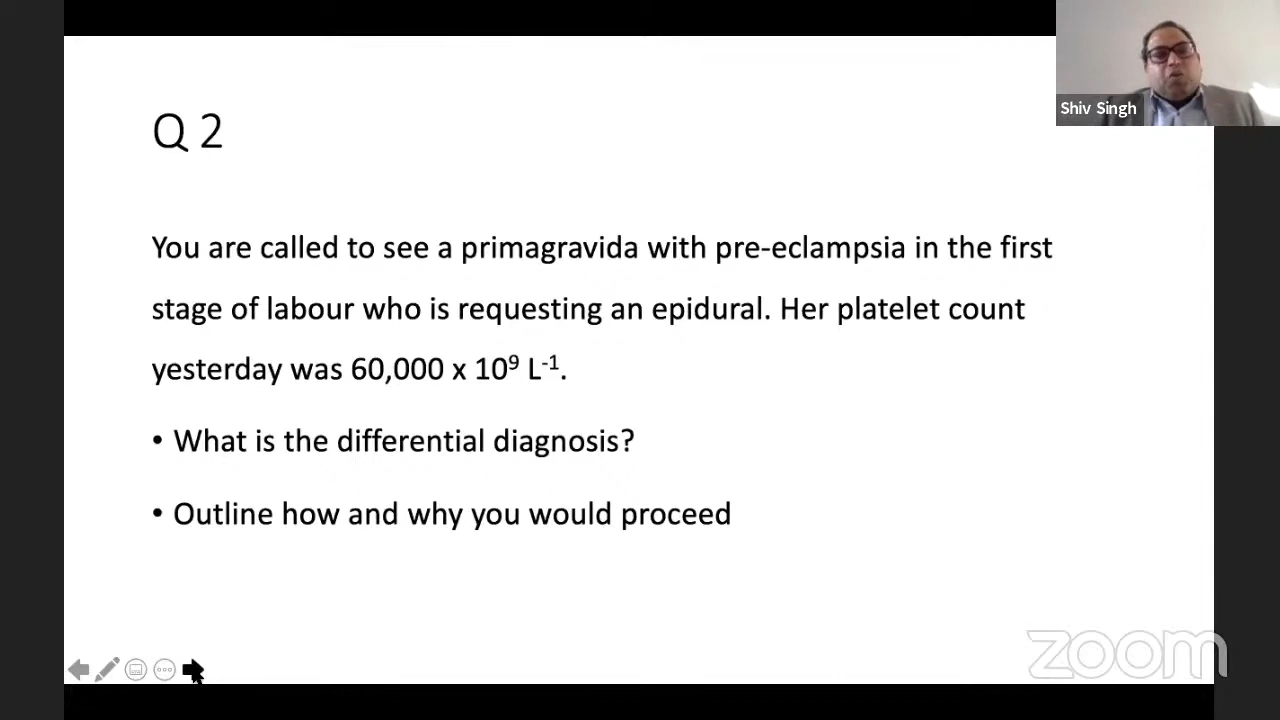 Shiv Singh
Q 2
You are called to see a primagravida with pre-eclampsia in the first
stage of labour who is requesting an epidural. Her platelet count
yesterday was 60,000 x 10⁹ L⁻¹.
• What is the differential diagnosis?
• Outline how and why you would proceed
zoom